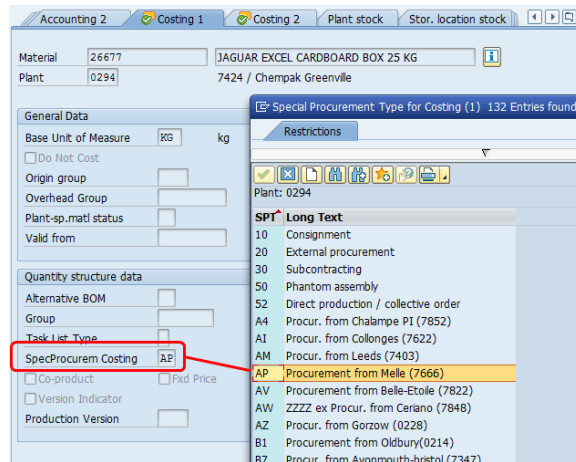 Accounting 2 Costing 1 Costing 2 Plant stock Stor. location stock
Material 26677 JAGUAR EXCEL CARDBOARD BOX 25 KG
Plant 0294 7424 / Chempak Greenville
General Data
Base Unit of Measure KG kg
Do Not Cost
Origin group
Overhead Group
Plant-sp.matl status
Valid from
Quantity structure data
Alternative BOM
Group
Task List Type
SpecProcurem Costing AP
Co-product Fxd Price
Version Indicator
Production Version
Special Procurement Type for Costing (1) 132 Entries found
Restrictions
Plant: 0294
SPT Long Text
10 Consignment
20 External procurement
30 Subcontracting
50 Phantom assembly
52 Direct production / collective order
A4 Procur. from Chalampe PI (7852)
AI Procur. from Collonges (7622)
AM Procur. from Leeds (7403)
AP Procurement from Melle (7666)
AV Procurement from Belle-Etoile (7822)
AW ZZZZ ex Procur. from Ceriano (7848)
AZ Procur. from Gorzow (0228)
B1 Procurement from Oldbury(0214)
B7 Procur. from Avonmouth-bristol (7347)